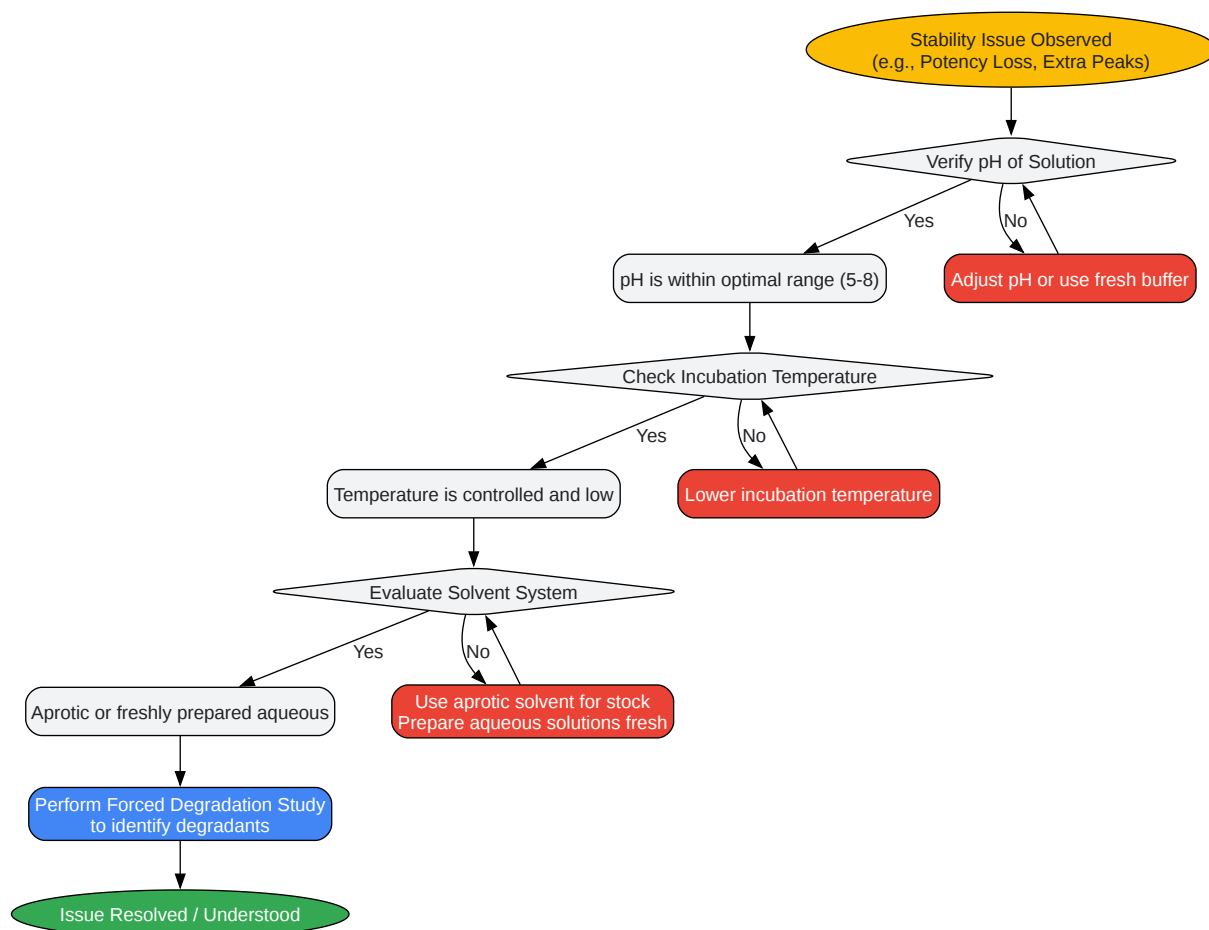 Stability Issue Observed
(e.g., Potency Loss, Extra Peaks)
Verify pH of Solution
Yes
No
pH is within optimal range (5-8)
Adjust pH or use fresh buffer
Check Incubation Temperature
Yes
No
Temperature is controlled and low
Lower incubation temperature
Evaluate Solvent System
Yes
No
Aprotic or freshly prepared aqueous
Use aprotic solvent for stock
Prepare aqueous solutions fresh
Perform Forced Degradation Study
to identify degradants
Issue Resolved / Understood